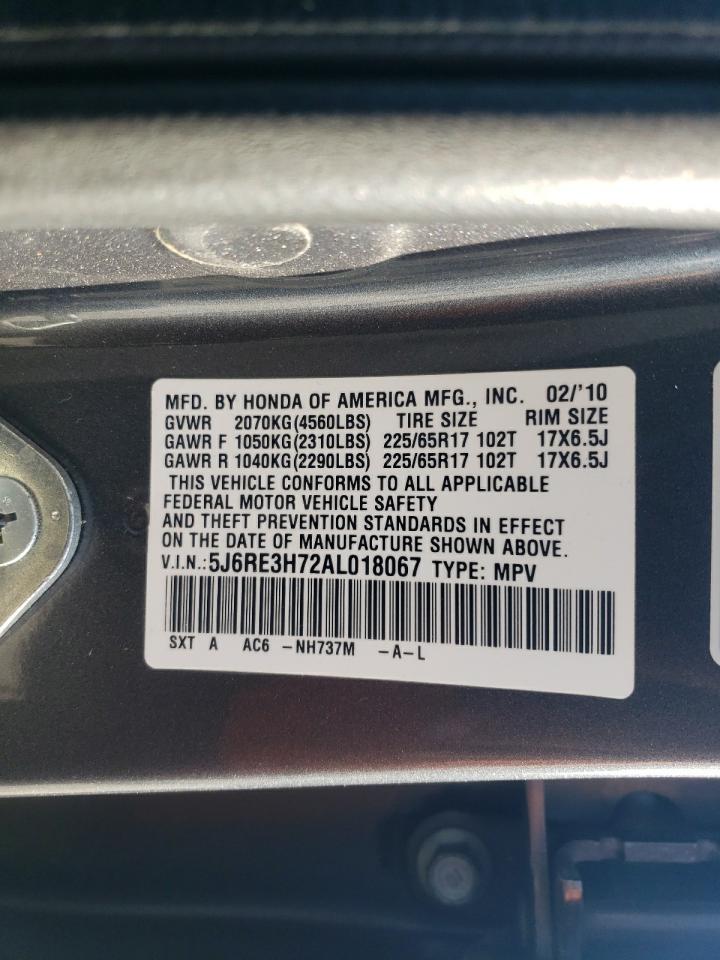 MFD. BY HONDA OF AMERICA MFG., INC. 02/'10
GVWR 2070KG(4560LBS) TIRE SIZE RIM SIZE
GAWR F 1050KG(2310LBS) 225/65R17 102T 17X6.5J
GAWR R 1040KG(2290LBS) 225/65R17 102T 17X6.5J
THIS VEHICLE CONFORMS TO ALL APPLICABLE
FEDERAL MOTOR VEHICLE SAFETY
AND THEFT PREVENTION STANDARDS IN EFFECT
ON THE DATE OF MANUFACTURE SHOWN ABOVE.
V.I.N.:5J6RE3H72AL018067 TYPE: MPV
SXT A AC6 -NH737M -A-L